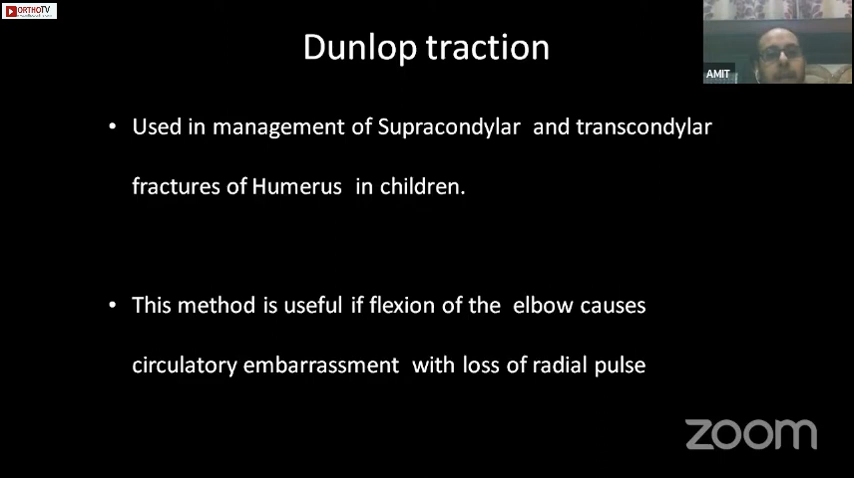 ORTHOTV
Dunlop traction
AMIT
• Used in management of Supracondylar and transcondylar
fractures of Humerus in children.
• This method is useful if flexion of the elbow causes
circulatory embarrassment with loss of radial pulse
zoom